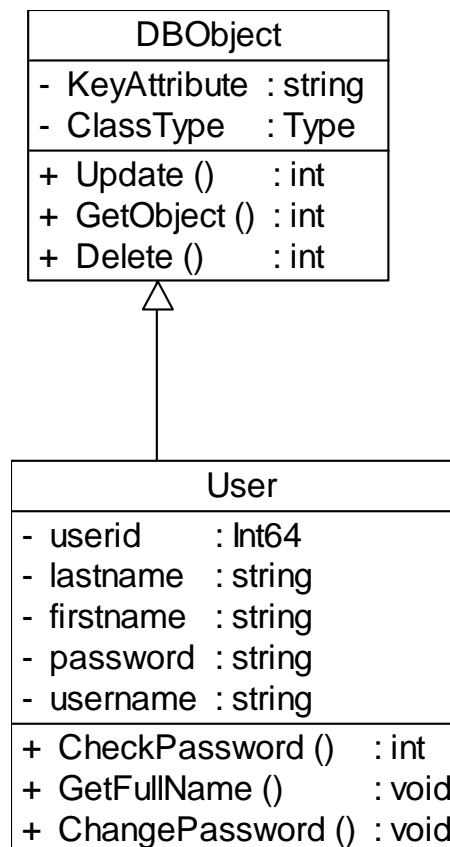 DBObject
- KeyAttribute : string
- ClassType : Type
+ Update () : int
+ GetObject () : int
+ Delete () : int
User
- userid : Int64
- lastname : string
- firstname : string
- password : string
- username : string
+ CheckPassword () : int
+ GetFullName () : void
+ ChangePassword () : void